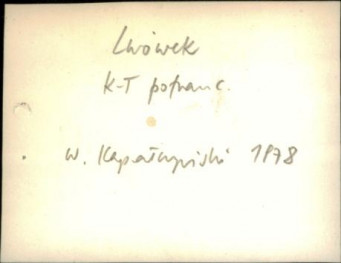 Lwówek
K-T pofranc.
W. Kapałczyński 1978